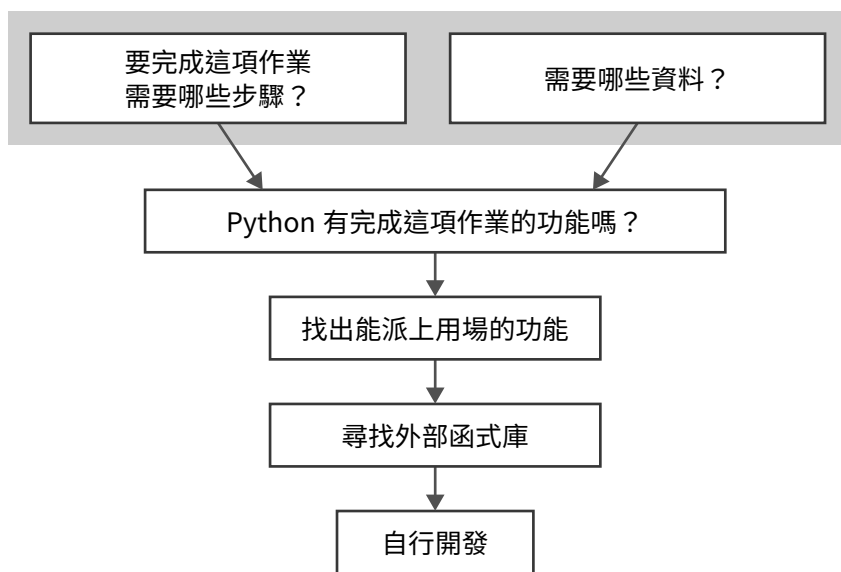 要完成這項作業
需要哪些步驟？
需要哪些資料？
Python 有完成這項作業的功能嗎？
找出能派上用場的功能
尋找外部函式庫
自行開發